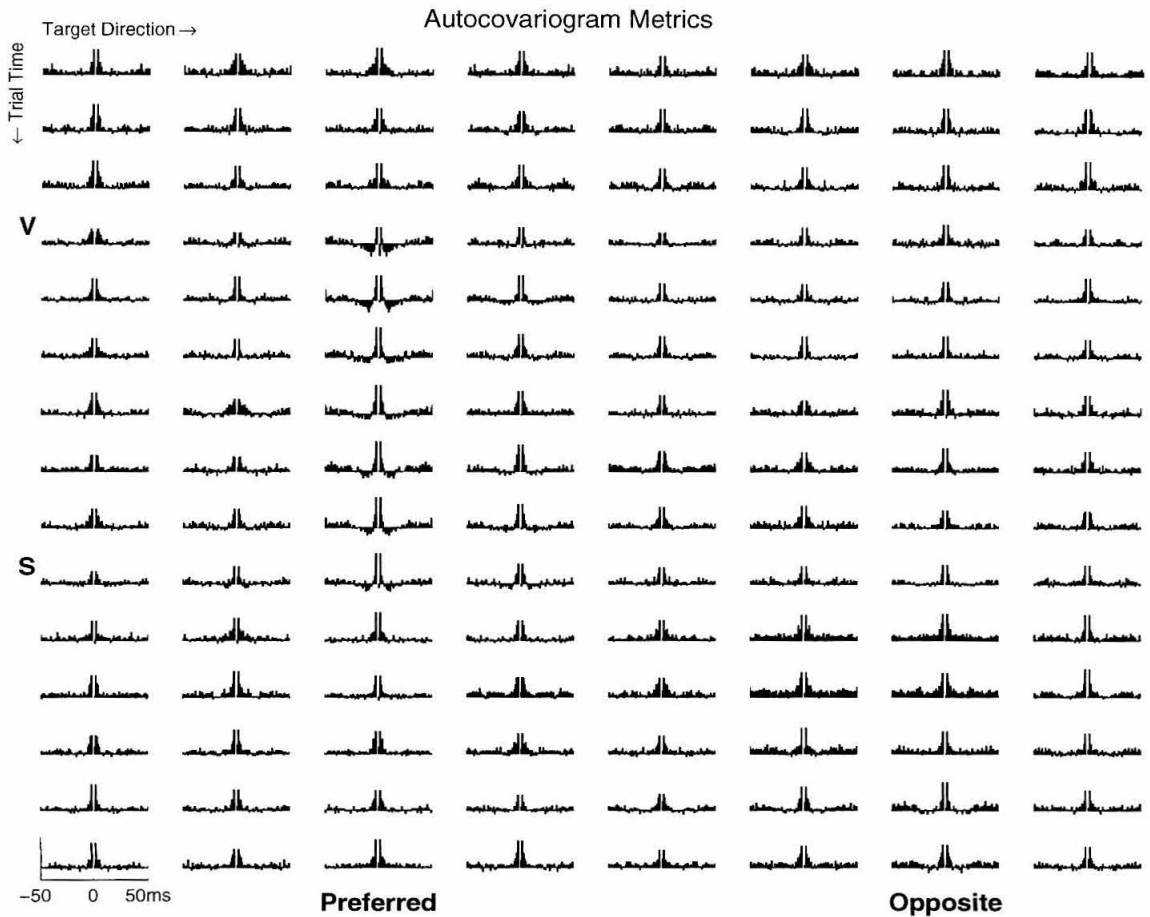 Autocovariogram Metrics
Target Direction →
← Trial Time
V
S
−50 0 50ms
Preferred Opposite